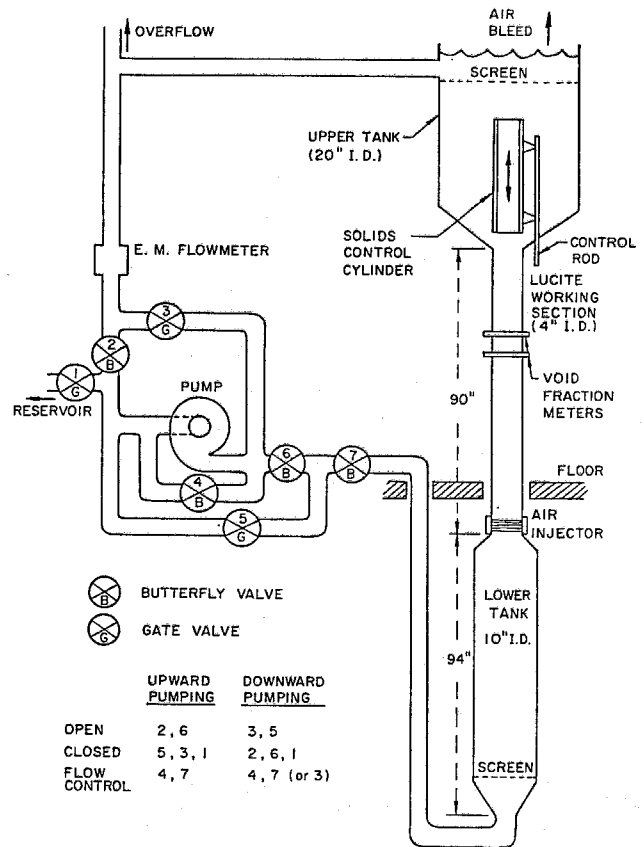 OVERFLOW
AIR
BLEED
SCREEN
UPPER TANK
(20" I.D.)
SOLIDS
CONTROL
CYLINDER
CONTROL
ROD
E. M. FLOWMETER
LUCITE
WORKING
SECTION
(4" I.D.)
3
G
2
B
1
G
RESERVOIR
PUMP
90"
VOID
FRACTION
METERS
6
B
7
B
4
B
5
G
FLOOR
AIR
INJECTOR
LOWER
TANK
10" I.D.
94"
SCREEN
B BUTTERFLY VALVE
G GATE VALVE
UPWARD PUMPING DOWNWARD PUMPING
OPEN 2, 6 3, 5
CLOSED 5, 3, 1 2, 6, 1
FLOW CONTROL 4, 7 4, 7 (or 3)